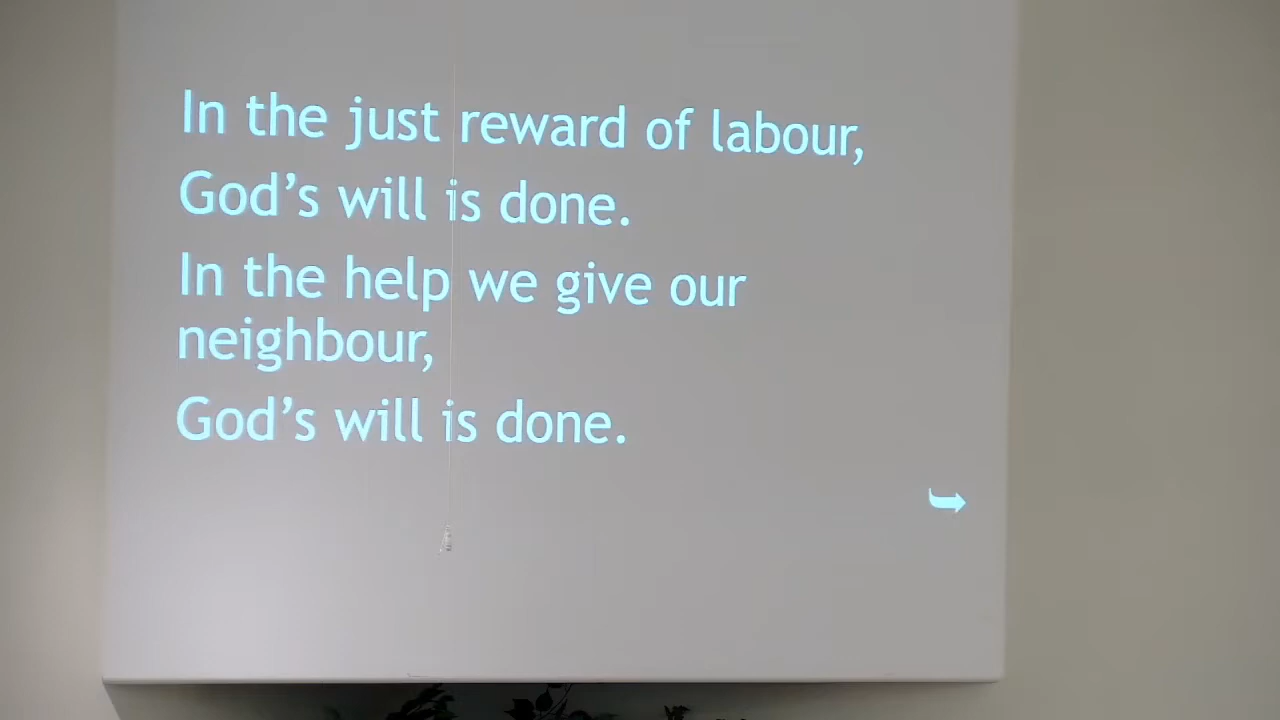 In the just reward of labour,
God's will is done.
In the help we give our
neighbour,
God's will is done.